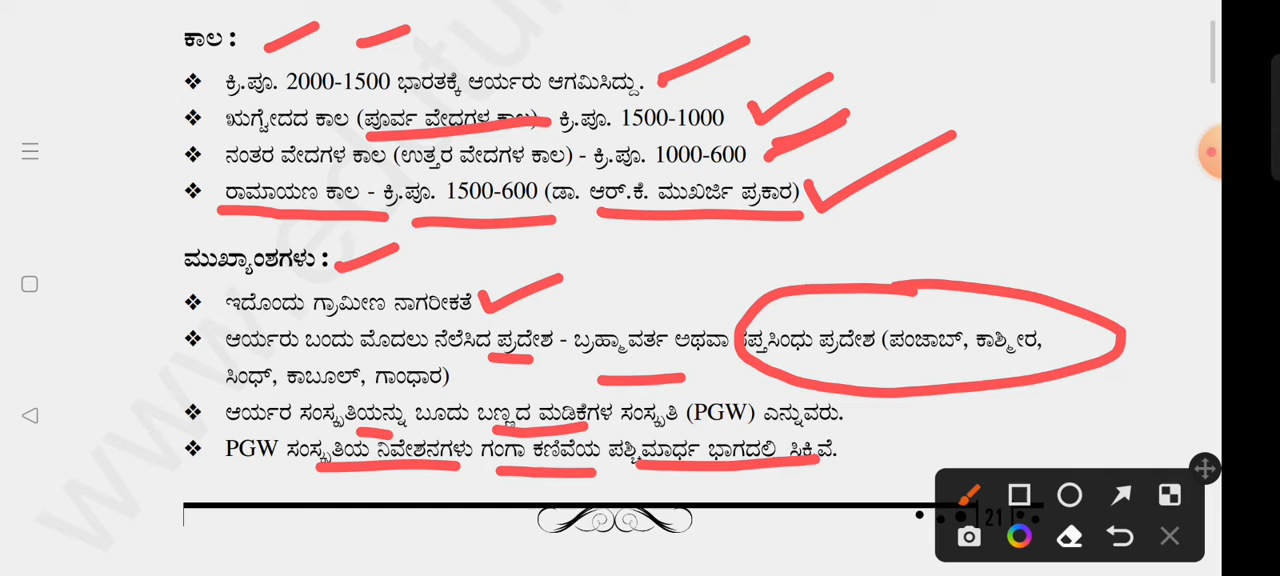 ಕಾಲ :
❖ ಕ್ರಿ.ಪೂ. 2000-1500 ಭಾರತಕ್ಕೆ ಆರ್ಯರು ಆಗಮಿಸಿದ್ದು.
❖ ಋಗ್ವೇದದ ಕಾಲ (ಪೂರ್ವ ವೇದಗಳ ಕಾಲ) - ಕ್ರಿ.ಪೂ. 1500-1000
❖ ನಂತರ ವೇದಗಳ ಕಾಲ (ಉತ್ತರ ವೇದಗಳ ಕಾಲ) - ಕ್ರಿ.ಪೂ. 1000-600
❖ ರಾಮಾಯಣ ಕಾಲ - ಕ್ರಿ.ಪೂ. 1500-600 (ಡಾ. ಆರ್.ಕೆ. ಮುಖರ್ಜಿ ಪ್ರಕಾರ)
ಮುಖ್ಯಾಂಶಗಳು :
❖ ಇದೊಂದು ಗ್ರಾಮೀಣ ನಾಗರೀಕತೆ
❖ ಆರ್ಯರು ಬಂದು ಮೊದಲು ನೆಲೆಸಿದ ಪ್ರದೇಶ - ಬ್ರಹ್ಮಾವರ್ತ ಅಥವಾ ಸಪ್ತಸಿಂಧು ಪ್ರದೇಶ (ಪಂಜಾಬ್, ಕಾಶ್ಮೀರ,
ಸಿಂಧ್, ಕಾಬೂಲ್, ಗಾಂಧಾರ)
❖ ಆರ್ಯರ ಸಂಸ್ಕೃತಿಯನ್ನು ಬೂದು ಬಣ್ಣದ ಮಡಿಕೆಗಳ ಸಂಸ್ಕೃತಿ (PGW) ಎನ್ನುವರು.
❖ PGW ಸಂಸ್ಕೃತಿಯ ನಿವೇಶನಗಳು ಗಂಗಾ ಕಣಿವೆಯ ಪಶ್ಚಿಮಾರ್ಧ ಭಾಗದಲ್ಲಿ ಸಿಕ್ಕಿವೆ.
21